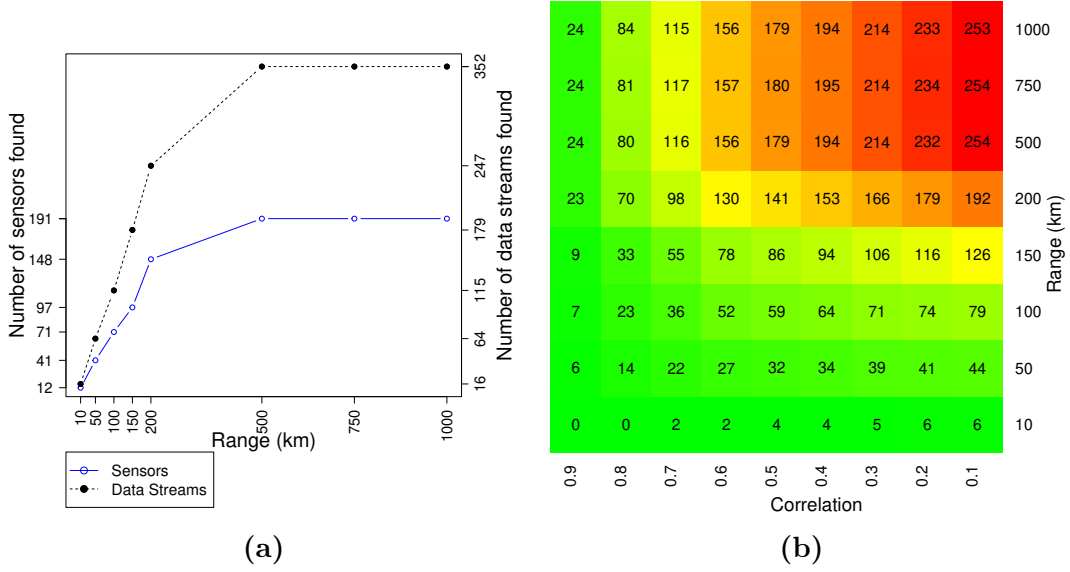 Number of sensors found
191
148
97
71
41
12
352
247
179
115
64
16
Number of data streams found
10
50
100
150
200
500
750
1000
Range (km)
Sensors
Data Streams
(a)
24 84 115 156 179 194 214 233 253 1000
24 81 117 157 180 195 214 234 254 750
24 80 116 156 179 194 214 232 254 500
23 70 98 130 141 153 166 179 192 200
9 33 55 78 86 94 106 116 126 150
7 23 36 52 59 64 71 74 79 100
6 14 22 27 32 34 39 41 44 50
0 0 2 2 4 4 5 6 6 10
Range (km)
0.9 0.8 0.7 0.6 0.5 0.4 0.3 0.2 0.1
Correlation
(b)